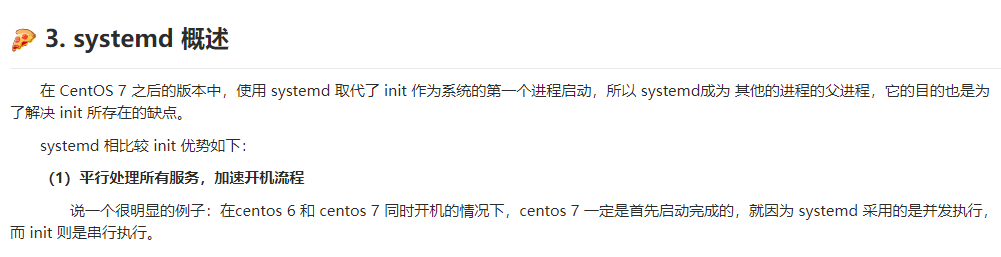 🍕 3. systemd 概述
在 CentOS 7 之后的版本中，使用 systemd 取代了 init 作为系统的第一个进程启动，所以 systemd成为 其他的进程的父进程，它的目的也是为
了解决 init 所存在的缺点。
systemd 相比较 init 优势如下：
（1）平行处理所有服务，加速开机流程
说一个很明显的例子：在centos 6 和 centos 7 同时开机的情况下，centos 7 一定是首先启动完成的，就因为 systemd 采用的是并发执行，
而 init 则是串行执行。